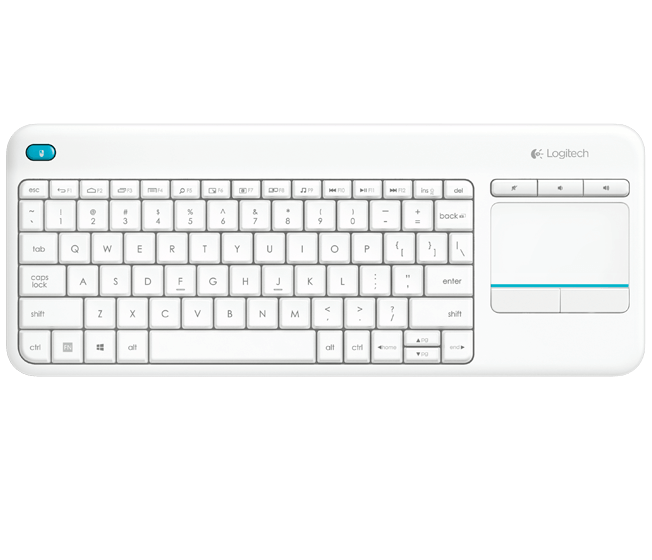 Logitech
esc F1 F2 F3 F4 F5 F6 F7 F8 F9 F10 F11 F12 ins del
~ ! @ # $ % ^ & * ( ) — + back
` 1 2 3 4 5 6 7 8 9 0 - =
tab Q W E R T Y U I O P { [ } ] | \
caps lock A S D F G H J K L : ; " ' enter
shift Z X C V B N M < , > . ? / shift
ctrl FN alt alt ctrl ◄home ▲pg ▼pg end►